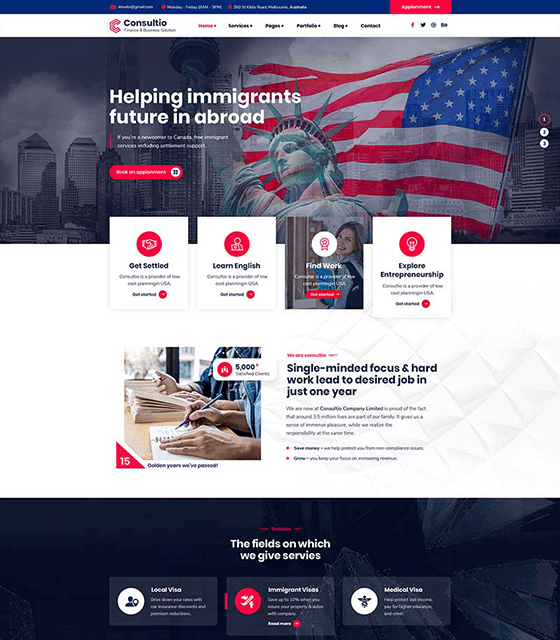 envato@gmail.com Monday - Friday (8AM - 5PM) 380 St Kilda Road, Melbourne, Australia Appionment
Consultio
Finance & Business Solution
Home + Services + Pages + Portfolio + Blog + Contact
Helping immigrants
future in abroad
If you're a newcomer to Canada, free immigrant
services including settlement support.
Book an appionment
1
2
3
Get Settled
Consultio is a provider of low
cost planningin USA.
Get started
Learn English
Consultio is a provider of low
cost planningin USA.
Get started
Find Work
Consultio is a provider of low
cost planningin USA.
Get started
Explore
Entrepreneurship
Consultio is a provider of low
cost planningin USA.
Get started
5,000+
Satisfied Clients
15
Golden years we've passed!
We are consultio
Single-minded focus & hard
work lead to desired job in
just one year
We are now at Consultio Company Limited is proud of the fact
that around 3.5 million lives are part of our family. It gives us a
sense of immense pleasure, while we realize the
responsibility at the same time.
Save money – we help protect you from non-compliance issues.
Grow – you keep your focus on increasing revenue.
Services
The fields on which
we give servies
Local Visa
Drive down your rates with
car insurance discounts and
premium reductions.
Immigrant Visas
Save up to 10% when you
insure your property & autos
with company.
Read more
Medical Visa
Help protect lost income,
pay for higher education,
and cover.